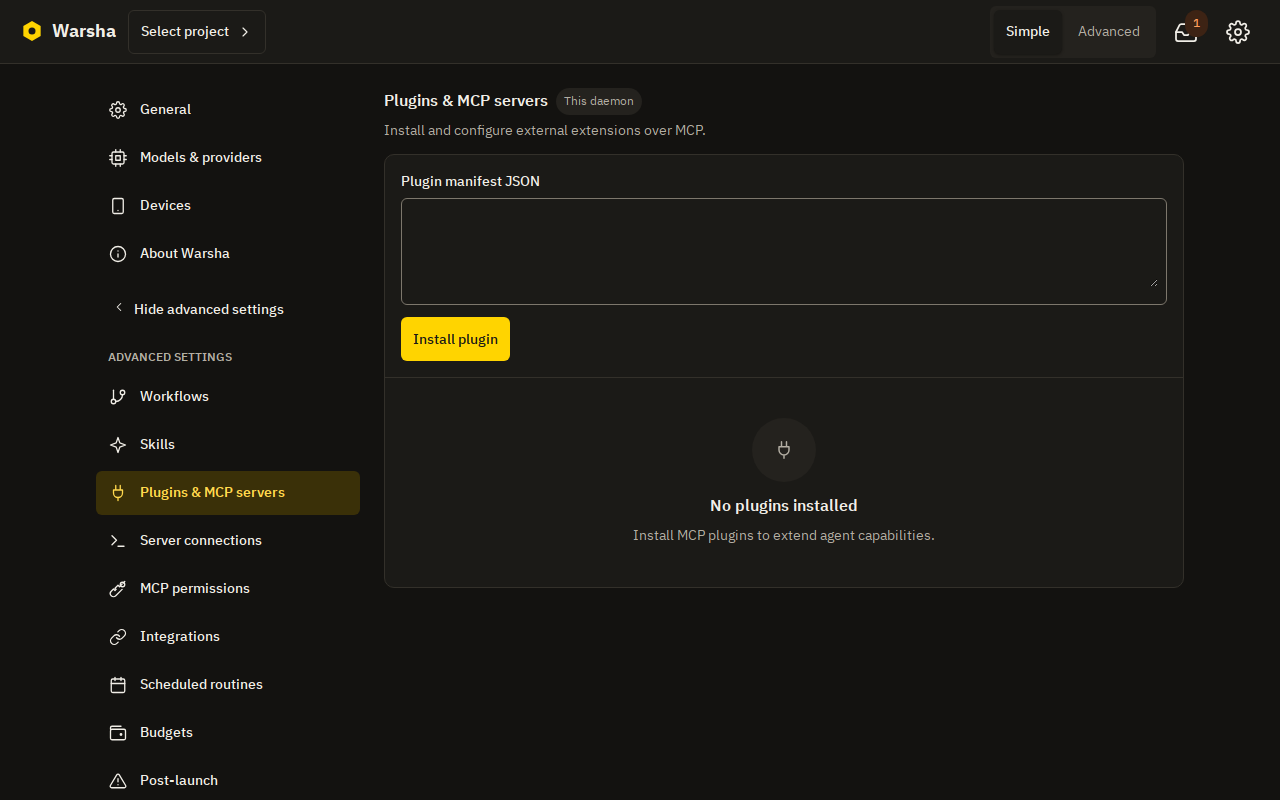 Warsha
Select project
Simple
Advanced
1
General
Models & providers
Devices
About Warsha
Hide advanced settings
ADVANCED SETTINGS
Workflows
Skills
Plugins & MCP servers
Server connections
MCP permissions
Integrations
Scheduled routines
Budgets
Post-launch
Plugins & MCP servers
This daemon
Install and configure external extensions over MCP.
Plugin manifest JSON
Install plugin
No plugins installed
Install MCP plugins to extend agent capabilities.